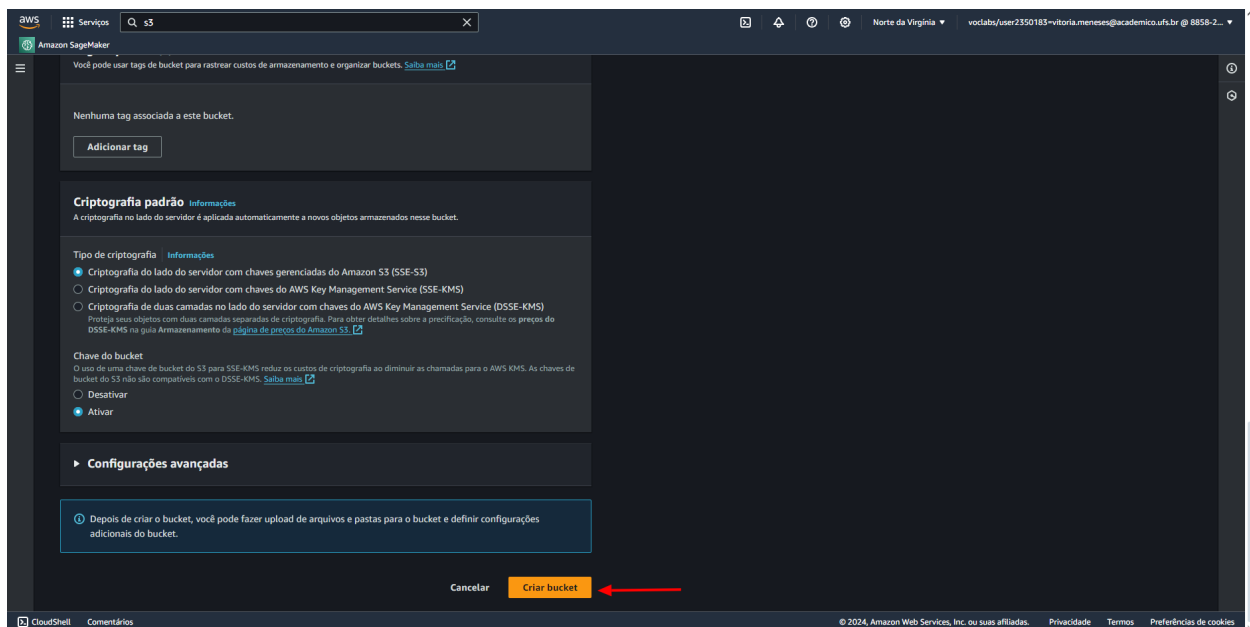 aws
Serviços
s3
Norte da Virgínia
voclabs/user2350183=vitoria.meneses@academico.ufs.br @ 8858-2...
Amazon SageMaker
Você pode usar tags de bucket para rastrear custos de armazenamento e organizar buckets. Saiba mais
Nenhuma tag associada a este bucket.
Adicionar tag
Criptografia padrão Informações
A criptografia no lado do servidor é aplicada automaticamente a novos objetos armazenados nesse bucket.
Tipo de criptografia Informações
Criptografia do lado do servidor com chaves gerenciadas do Amazon S3 (SSE-S3)
Criptografia do lado do servidor com chaves do AWS Key Management Service (SSE-KMS)
Criptografia de duas camadas no lado do servidor com chaves do AWS Key Management Service (DSSE-KMS)
Proteja seus objetos com duas camadas separadas de criptografia. Para obter detalhes sobre a precificação, consulte os preços do
DSSE-KMS na guia Armazenamento da página de preços do Amazon S3.
Chave do bucket
O uso de uma chave de bucket do S3 para SSE-KMS reduz os custos de criptografia ao diminuir as chamadas para o AWS KMS. As chaves de
bucket do S3 não são compatíveis com o DSSE-KMS. Saiba mais
Desativar
Ativar
Configurações avançadas
Depois de criar o bucket, você pode fazer upload de arquivos e pastas para o bucket e definir configurações
adicionais do bucket.
Cancelar
Criar bucket
CloudShell
Comentários
© 2024, Amazon Web Services, Inc. ou suas afiliadas.
Privacidade
Termos
Preferências de cookies